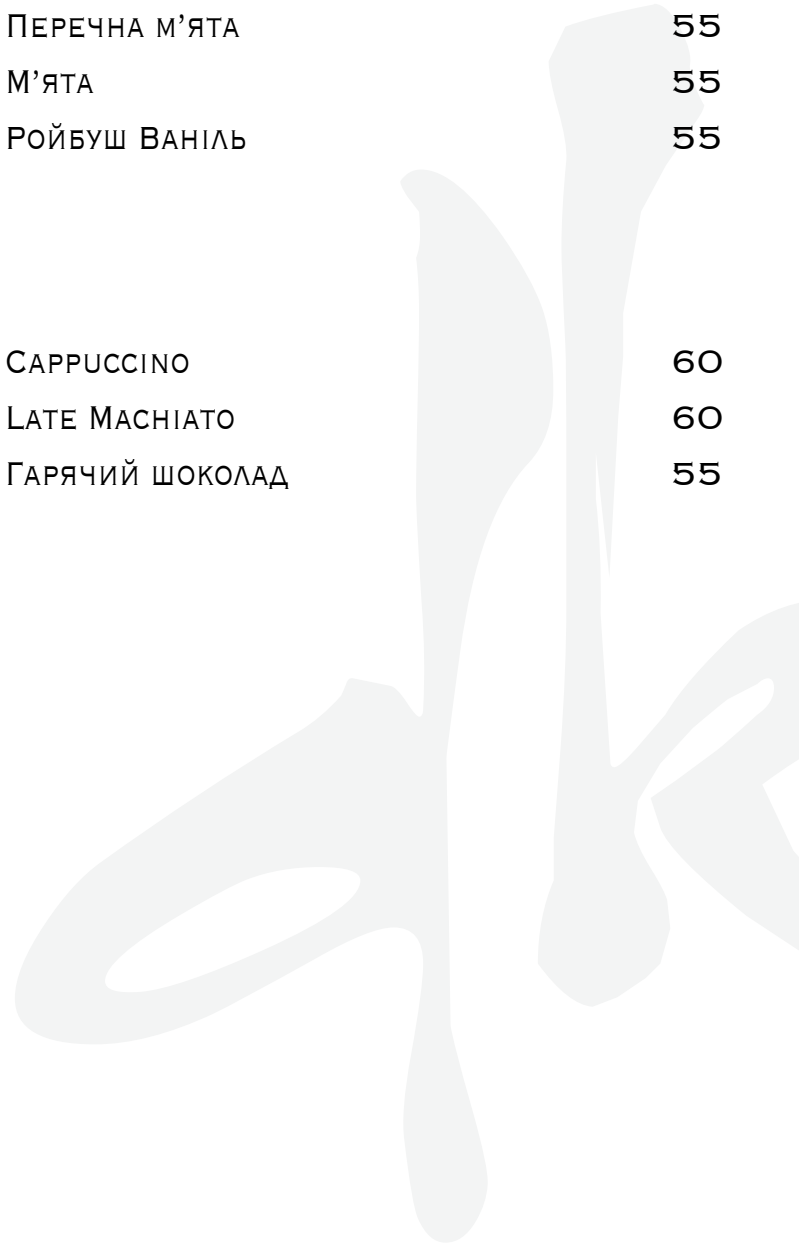 Перечна м’ята 55
М’ята 55
Ройбуш Ваніль 55
Cappuccino 60
Late Machiato 60
Гарячий шоколад 55